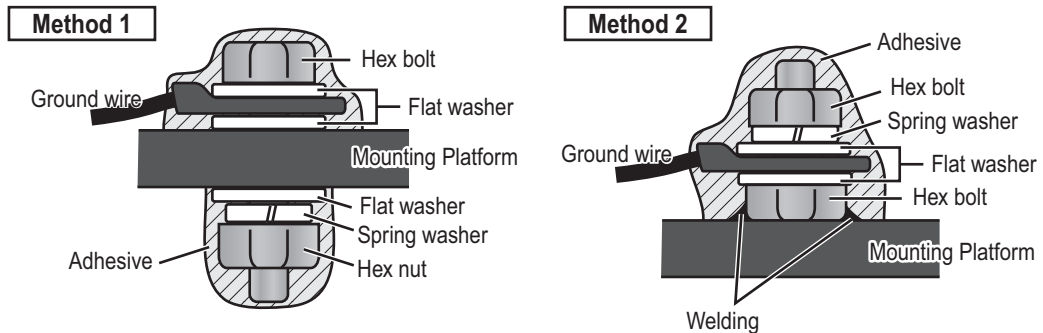 Method 1
Hex bolt
Ground wire
Flat washer
Mounting Platform
Flat washer
Spring washer
Adhesive
Hex nut
Method 2
Adhesive
Hex bolt
Spring washer
Ground wire
Flat washer
Hex bolt
Mounting Platform
Welding